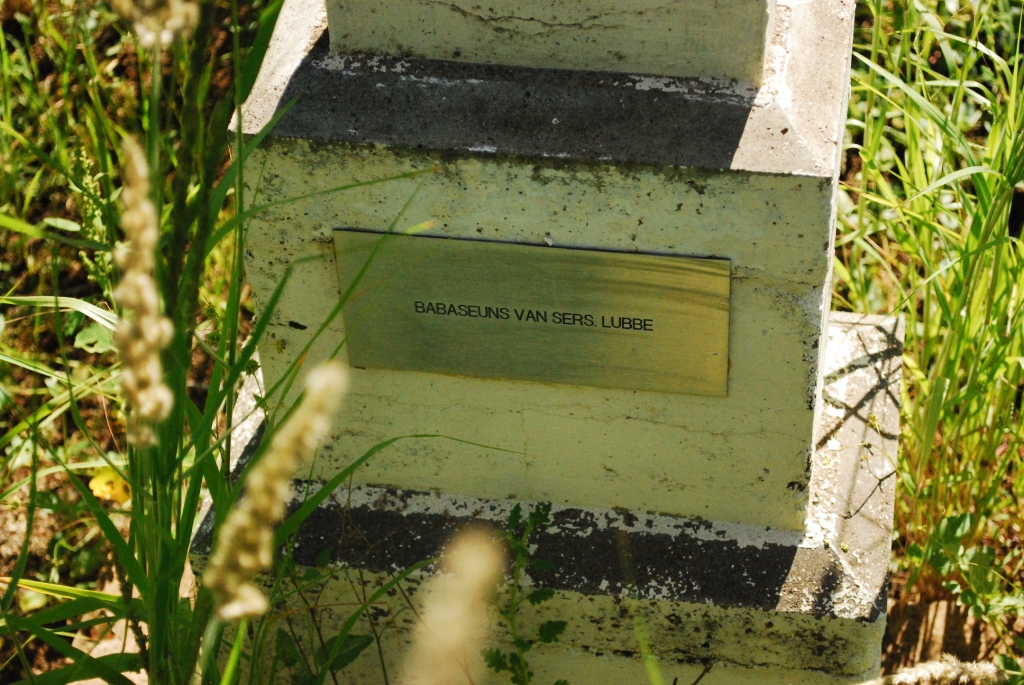 BABASEUNS VAN SERS. LUBBE